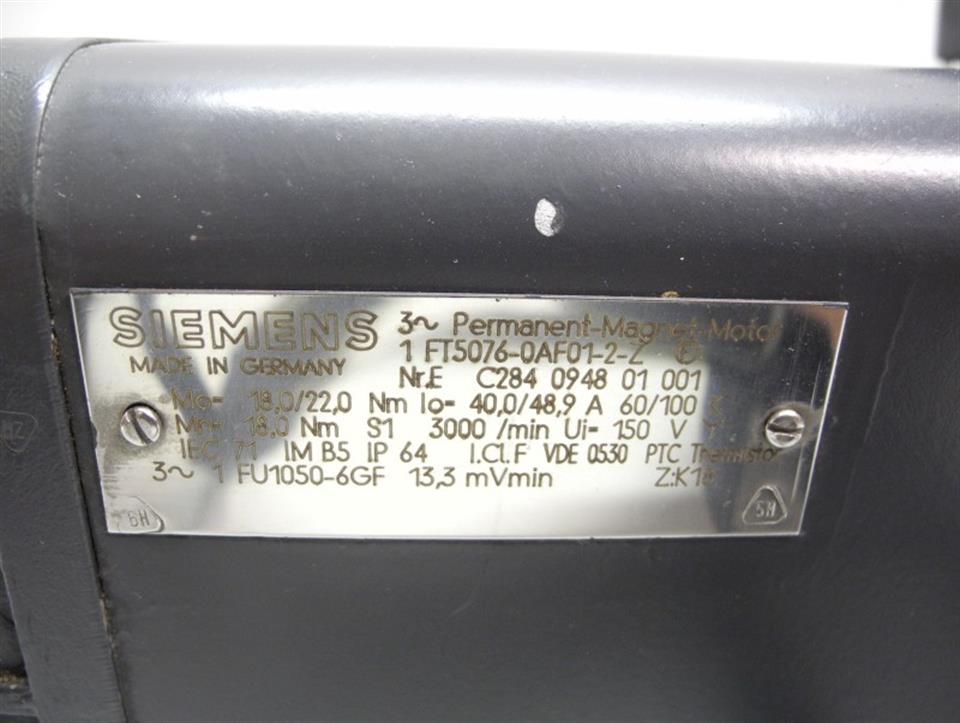 SIEMENS 3~ Permanent-Magnet-Motor
MADE IN GERMANY 1 FT5076-0AF01-2-Z
Nr.E C284 0948 01 001
Mo= 18,0/22,0 Nm Io= 40,0/48,9 A 60/100 K
Mn= 18,0 Nm S1 3000 /min Ui= 150 V Y
IEC 71 IM B5 IP 64 I.Cl.F VDE 0530 PTC Thermistor
3~ 1 FU1050-6GF 13,3 mVmin
6H 5H